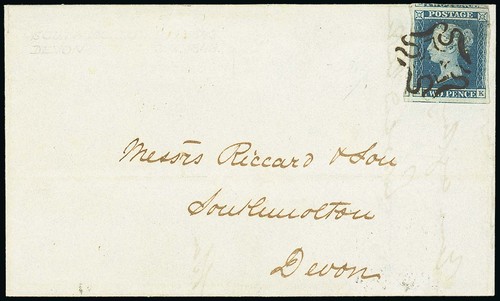 POSTAGE
TWO PENCE
K
Messrs Riccard & Son
Southmolton
Devon